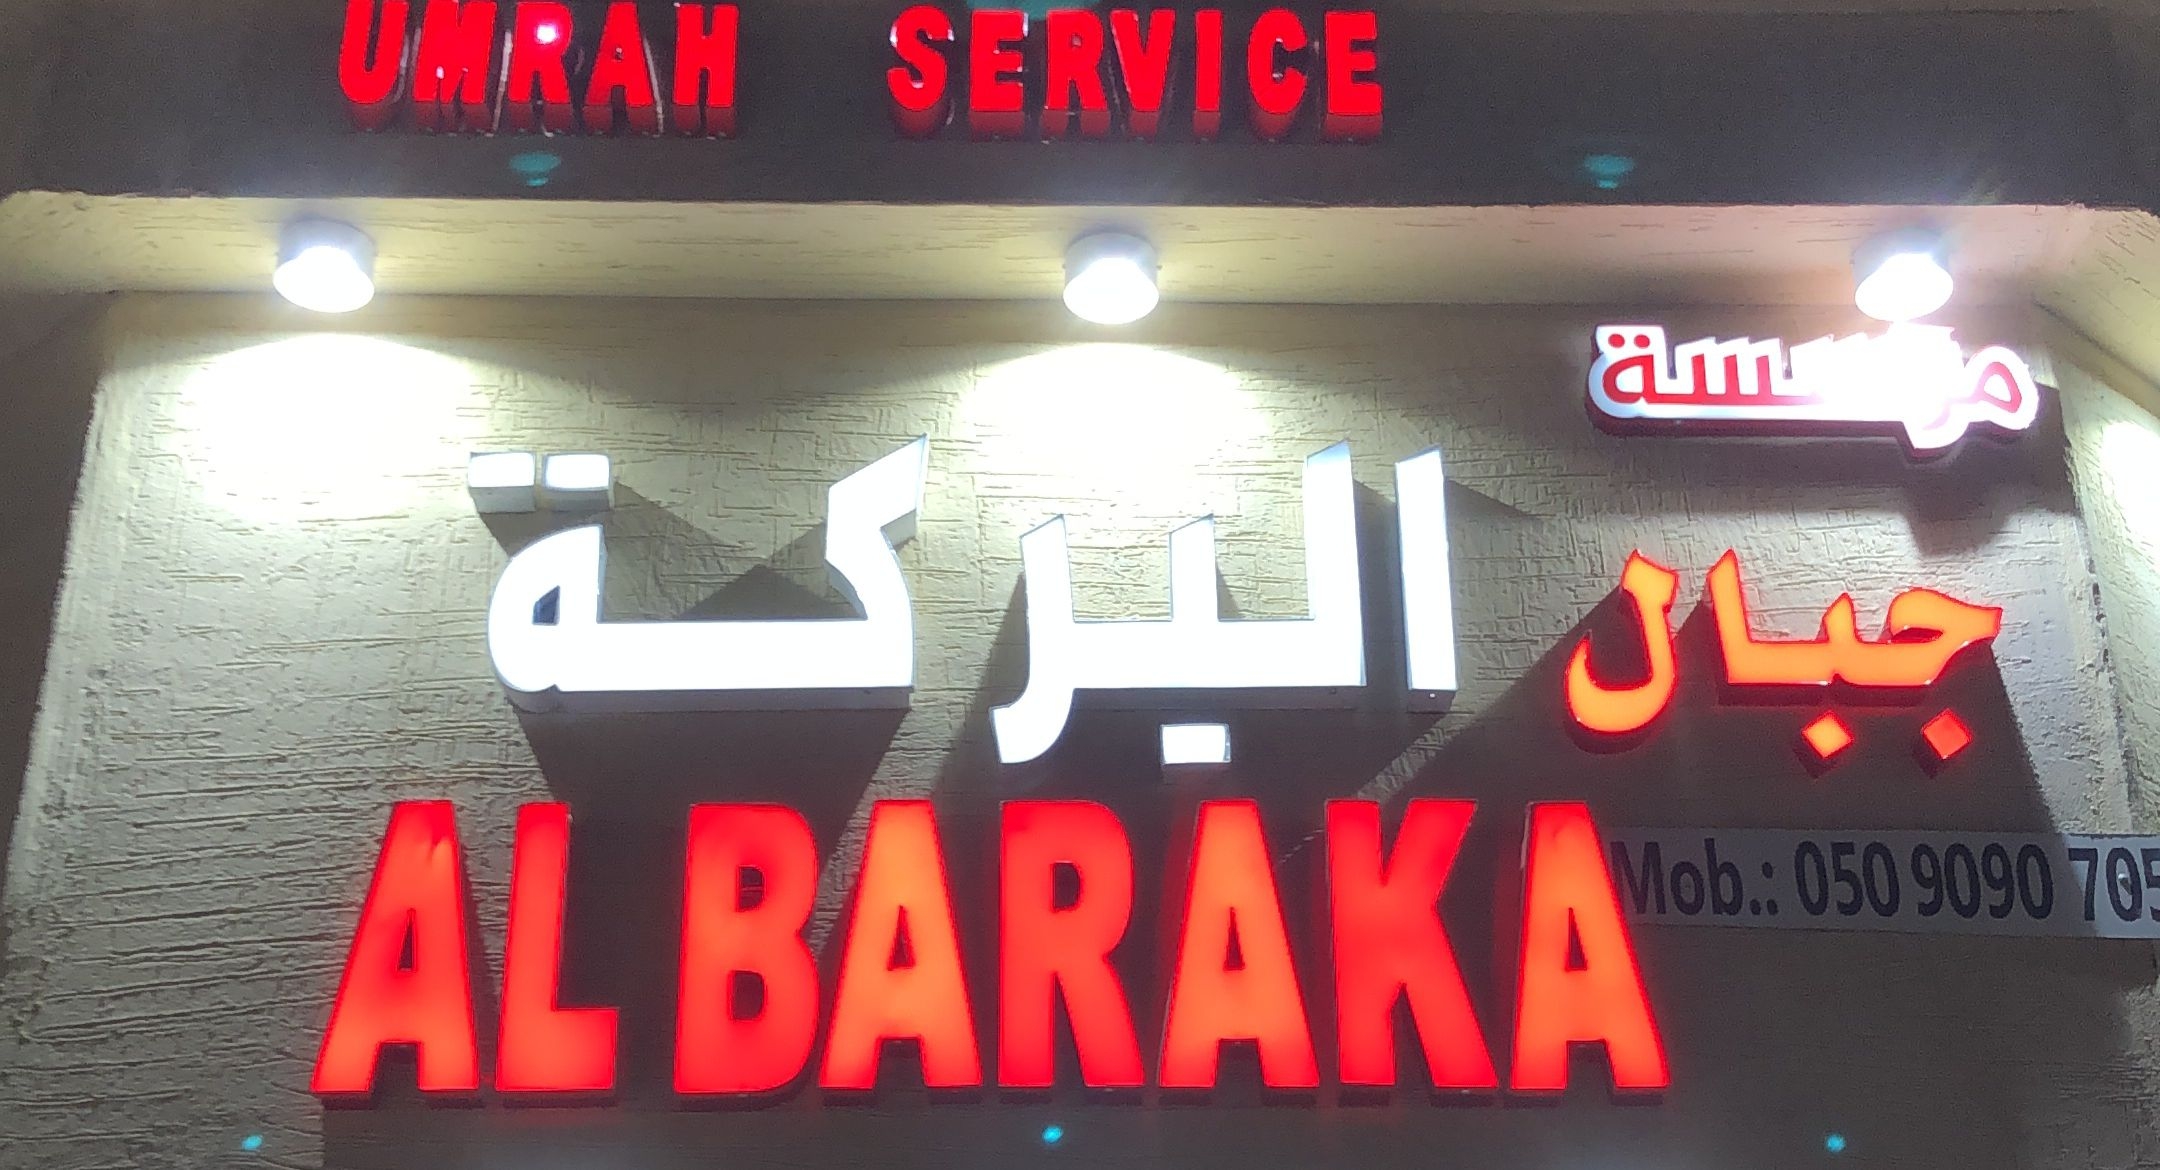 UMRAH SERVICE
مؤسسة
جبال
البركة
AL BARAKA
Mob.: 050 9090 705